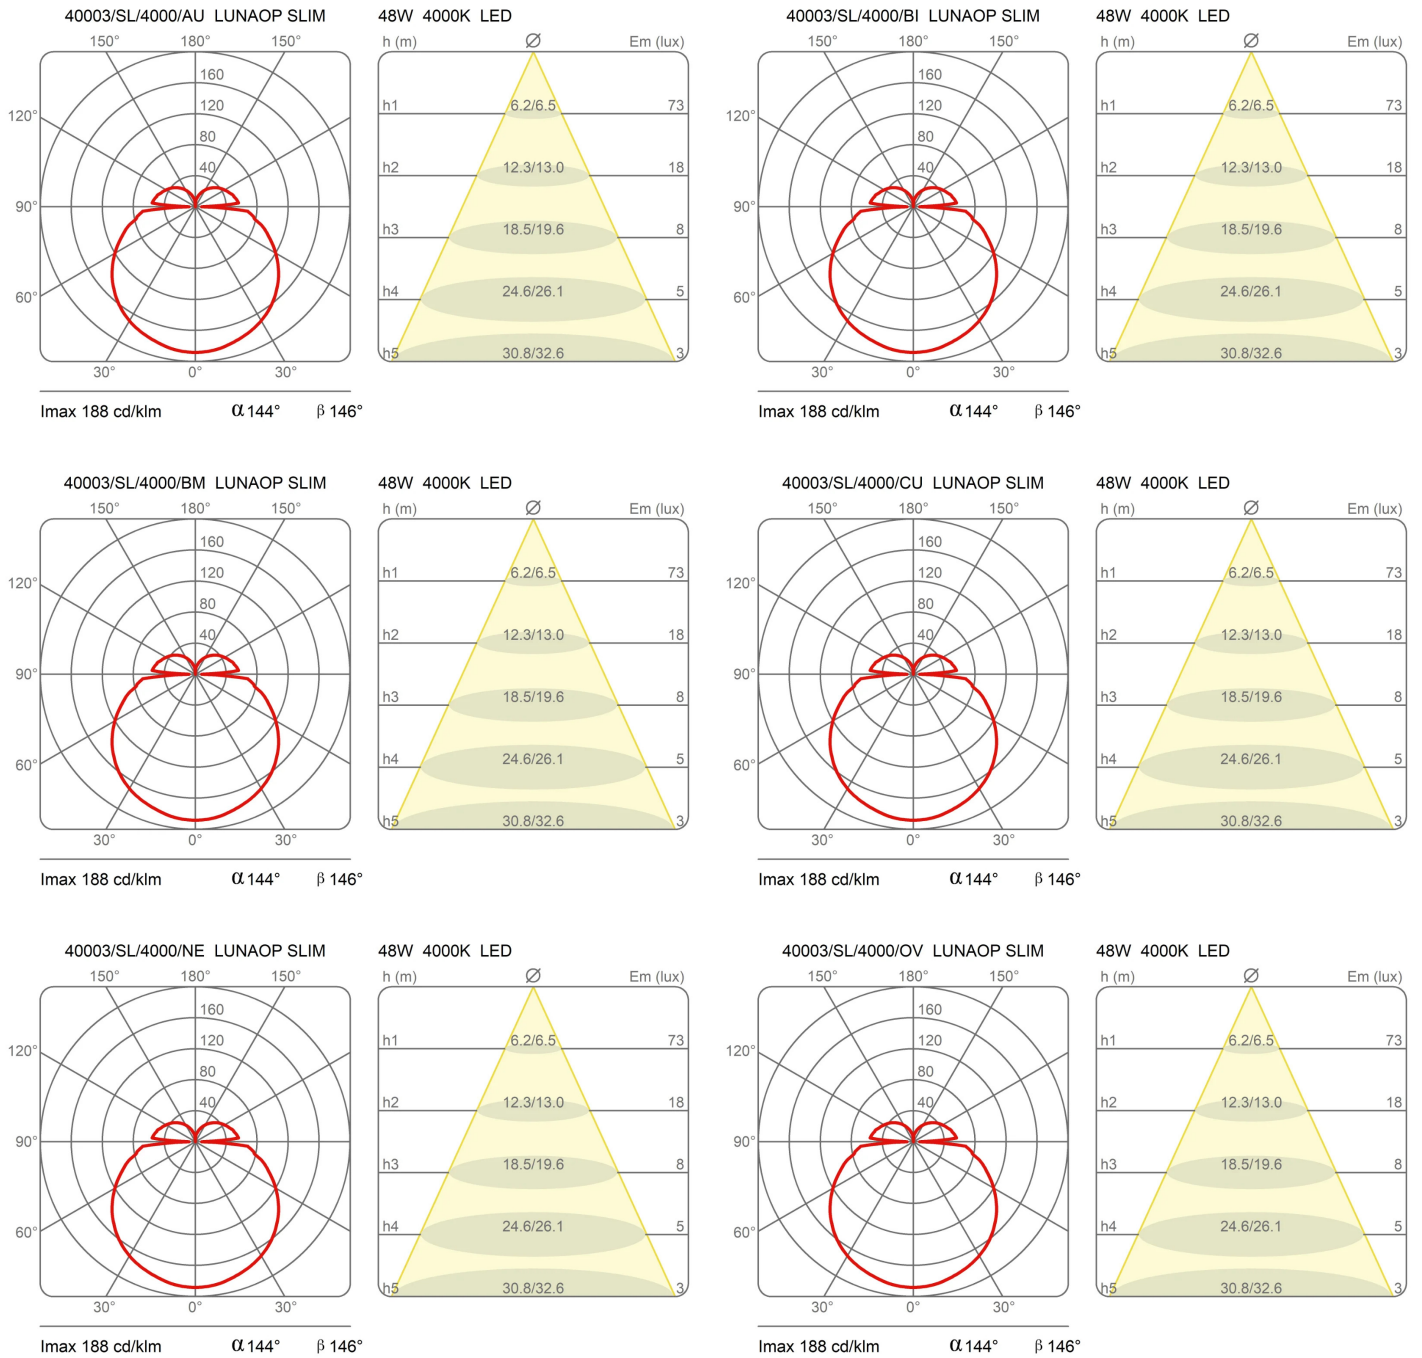 40003/SL/4000/AU LUNAOP SLIM
150° 180° 150°
160
120
120°
80
40
90°
60°
30° 0° 30°
Imax 188 cd/klm α 144° β 146°
48W 4000K LED
h (m) Ø Em (lux)
h1 6.2/6.5 73
h2 12.3/13.0 18
h3 18.5/19.6 8
h4 24.6/26.1 5
h5 30.8/32.6 3
40003/SL/4000/BI LUNAOP SLIM
150° 180° 150°
160
120
120°
80
40
90°
60°
30° 0° 30°
Imax 188 cd/klm α 144° β 146°
48W 4000K LED
h (m) Ø Em (lux)
h1 6.2/6.5 73
h2 12.3/13.0 18
h3 18.5/19.6 8
h4 24.6/26.1 5
h5 30.8/32.6 3
40003/SL/4000/BM LUNAOP SLIM
150° 180° 150°
160
120
120°
80
40
90°
60°
30° 0° 30°
Imax 188 cd/klm α 144° β 146°
48W 4000K LED
h (m) Ø Em (lux)
h1 6.2/6.5 73
h2 12.3/13.0 18
h3 18.5/19.6 8
h4 24.6/26.1 5
h5 30.8/32.6 3
40003/SL/4000/CU LUNAOP SLIM
150° 180° 150°
160
120
120°
80
40
90°
60°
30° 0° 30°
Imax 188 cd/klm α 144° β 146°
48W 4000K LED
h (m) Ø Em (lux)
h1 6.2/6.5 73
h2 12.3/13.0 18
h3 18.5/19.6 8
h4 24.6/26.1 5
h5 30.8/32.6 3
40003/SL/4000/NE LUNAOP SLIM
150° 180° 150°
160
120
120°
80
40
90°
60°
30° 0° 30°
Imax 188 cd/klm α 144° β 146°
48W 4000K LED
h (m) Ø Em (lux)
h1 6.2/6.5 73
h2 12.3/13.0 18
h3 18.5/19.6 8
h4 24.6/26.1 5
h5 30.8/32.6 3
40003/SL/4000/OV LUNAOP SLIM
150° 180° 150°
160
120
120°
80
40
90°
60°
30° 0° 30°
Imax 188 cd/klm α 144° β 146°
48W 4000K LED
h (m) Ø Em (lux)
h1 6.2/6.5 73
h2 12.3/13.0 18
h3 18.5/19.6 8
h4 24.6/26.1 5
h5 30.8/32.6 3